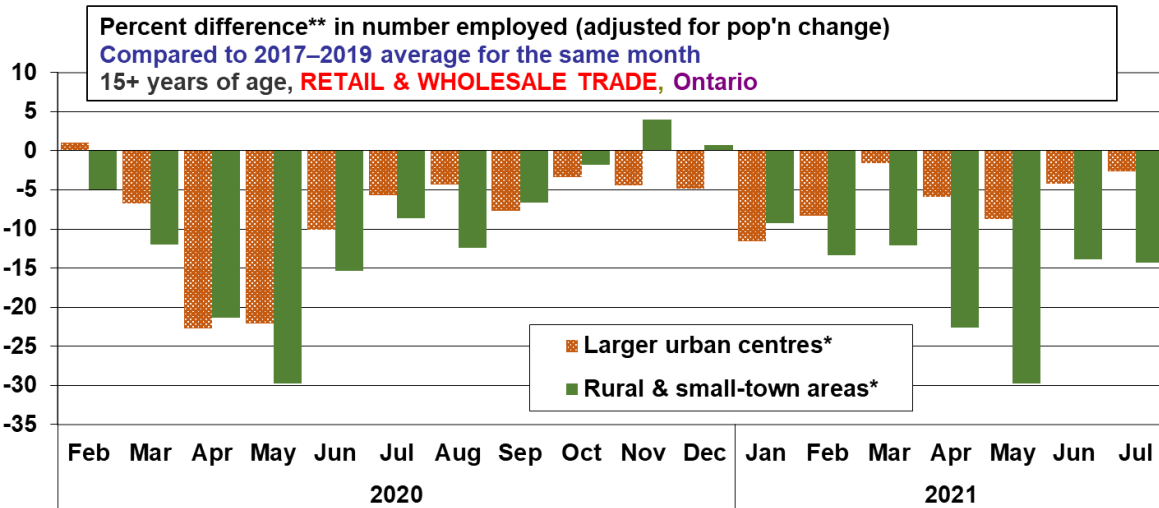 Percent difference** in number employed (adjusted for pop'n change)
Compared to 2017–2019 average for the same month
15+ years of age, RETAIL & WHOLESALE TRADE, Ontario
10
5
0
-5
-10
-15
-20
-25
-30
-35
Larger urban centres*
Rural & small-town areas*
Feb Mar Apr May Jun Jul Aug Sep Oct Nov Dec Jan Feb Mar Apr May Jun Jul
2020 2021